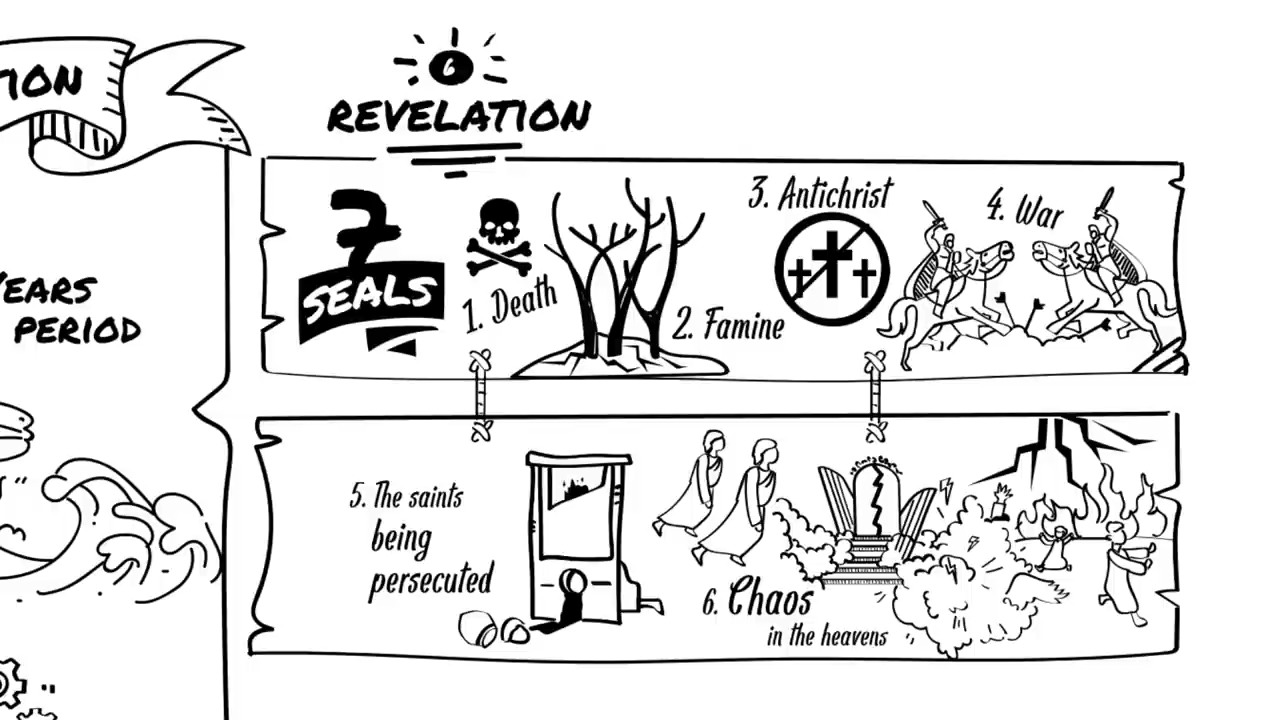 TION
YEARS
PERIOD
"
"
6
REVELATION
7
SEALS
1. Death
2. Famine
3. Antichrist
4. War
5. The saints
being
persecuted
6. Chaos
in the heavens